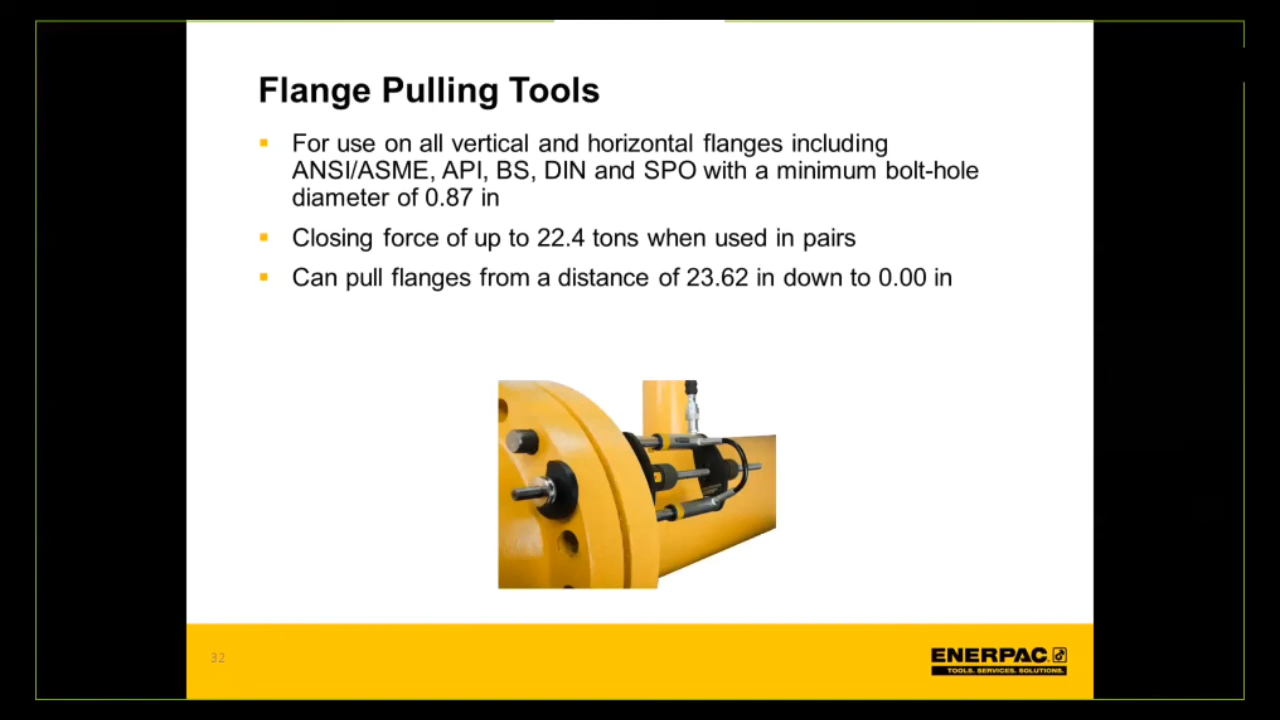 Flange Pulling Tools
For use on all vertical and horizontal flanges including
ANSI/ASME, API, BS, DIN and SPO with a minimum bolt-hole
diameter of 0.87 in
Closing force of up to 22.4 tons when used in pairs
Can pull flanges from a distance of 23.62 in down to 0.00 in
32
ENERPAC
TOOLS. SERVICES. SOLUTIONS.